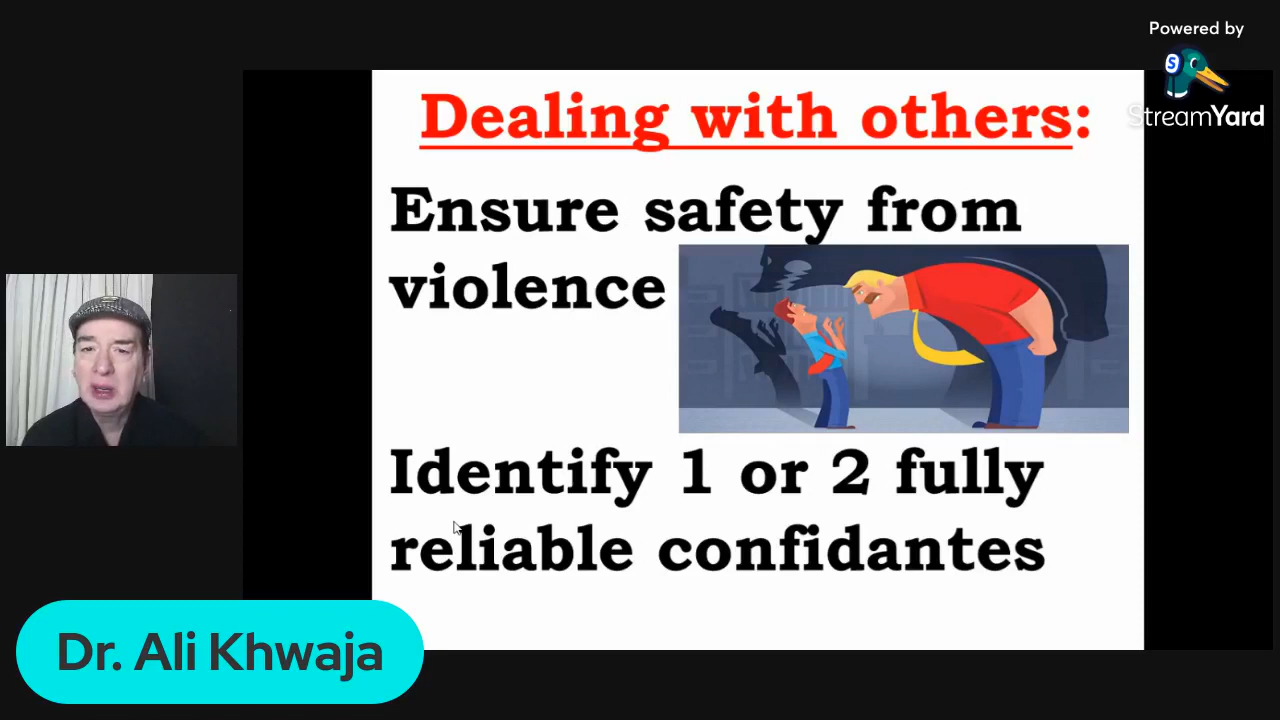 Powered by
StreamYard
Dealing with others:
Ensure safety from
violence
Identify 1 or 2 fully
reliable confidantes
Dr. Ali Khwaja